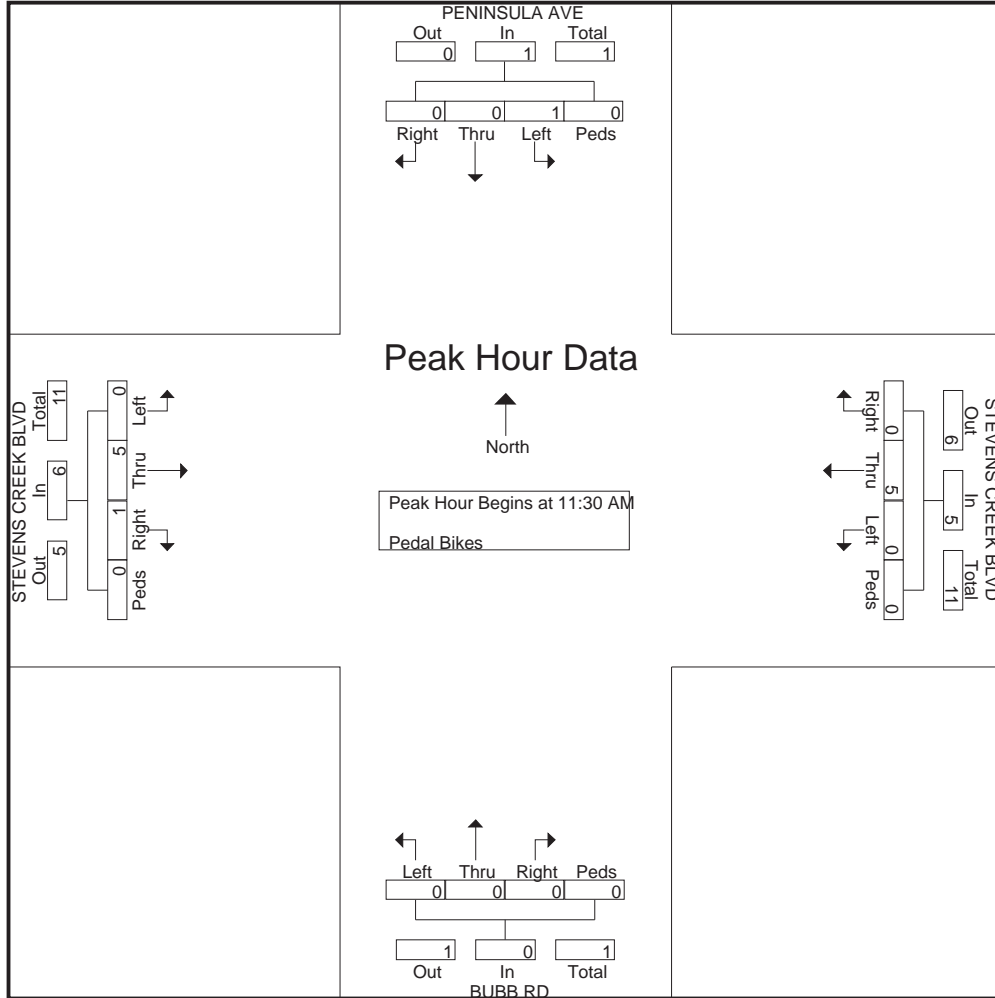 PENINSULA AVE
Out In Total
0 1 1
0 0 1 0
Right Thru Left Peds
Peak Hour Data
North
Peak Hour Begins at 11:30 AM
Pedal Bikes
STEVENS CREEK BLVD
Out In Total
5 6 11
Left Thru Right Peds
0 5 1 0
STEVENS CREEK BLVD
Out In Total
6 5 11
Right Thru Left Peds
0 5 0 0
Left Thru Right Peds
0 0 0 0
1 0 1
Out In Total
BUBB RD